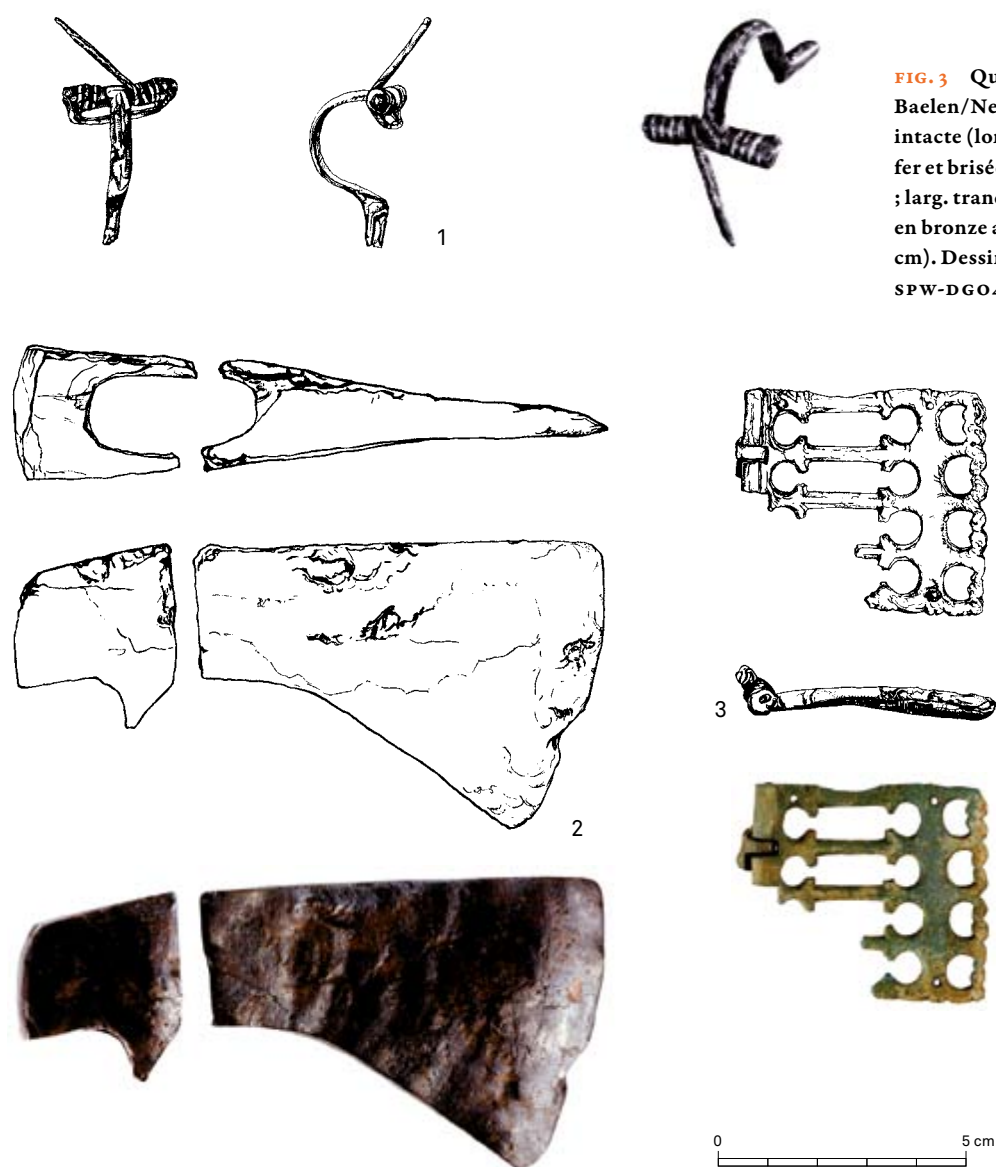 FIG. 3 Qu
Baelen/Ne
intacte (lon
fer et brisé
; larg. tranc
en bronze a
cm). Dessin
SPW-DGO4
1
2
3
0 5 cm